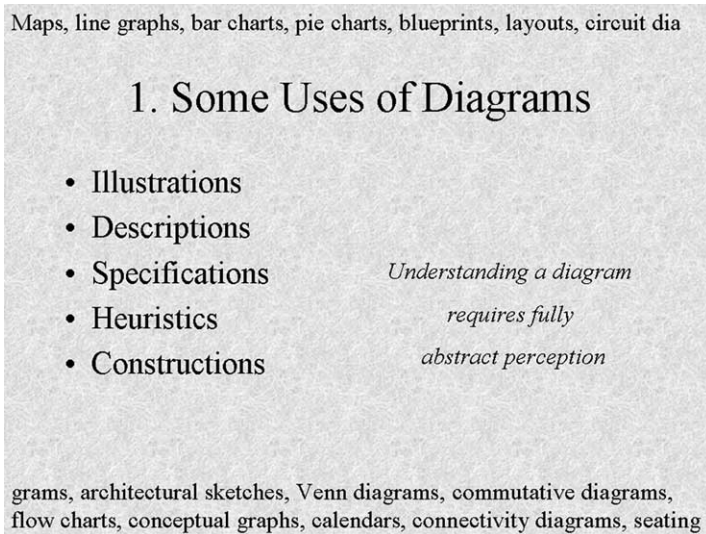 Maps, line graphs, bar charts, pie charts, blueprints, layouts, circuit dia
1. Some Uses of Diagrams
• Illustrations
• Descriptions
• Specifications
• Heuristics
• Constructions
Understanding a diagram
requires fully
abstract perception
grams, architectural sketches, Venn diagrams, commutative diagrams,
flow charts, conceptual graphs, calendars, connectivity diagrams, seating